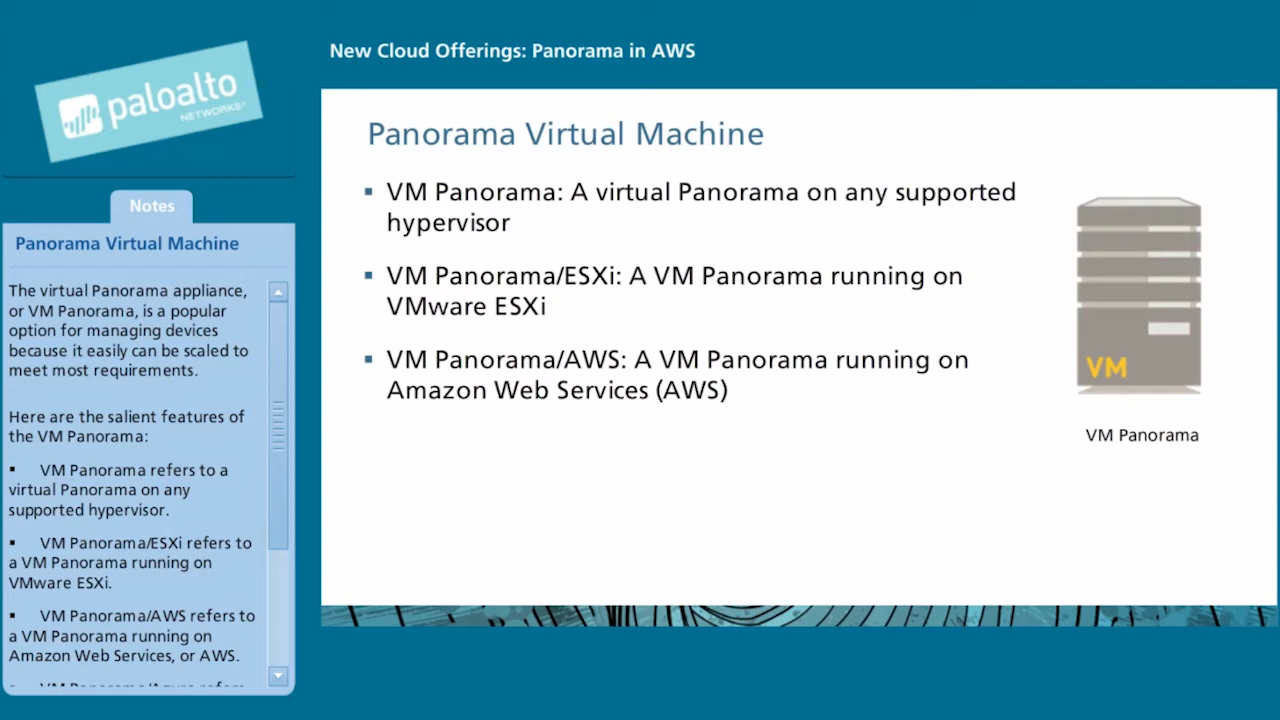 New Cloud Offerings: Panorama in AWS
paloalto
NETWORKS
Notes
Panorama Virtual Machine
The virtual Panorama appliance,
or VM Panorama, is a popular
option for managing devices
because it easily can be scaled to
meet most requirements.
Here are the salient features of
the VM Panorama:
▪ VM Panorama refers to a
virtual Panorama on any
supported hypervisor.
▪ VM Panorama/ESXi refers to
a VM Panorama running on
VMware ESXi.
▪ VM Panorama/AWS refers to
a VM Panorama running on
Amazon Web Services, or AWS.
▪ VM Panorama/Azure refers
Panorama Virtual Machine
▪ VM Panorama: A virtual Panorama on any supported
hypervisor
▪ VM Panorama/ESXi: A VM Panorama running on
VMware ESXi
▪ VM Panorama/AWS: A VM Panorama running on
Amazon Web Services (AWS)
VM
VM Panorama